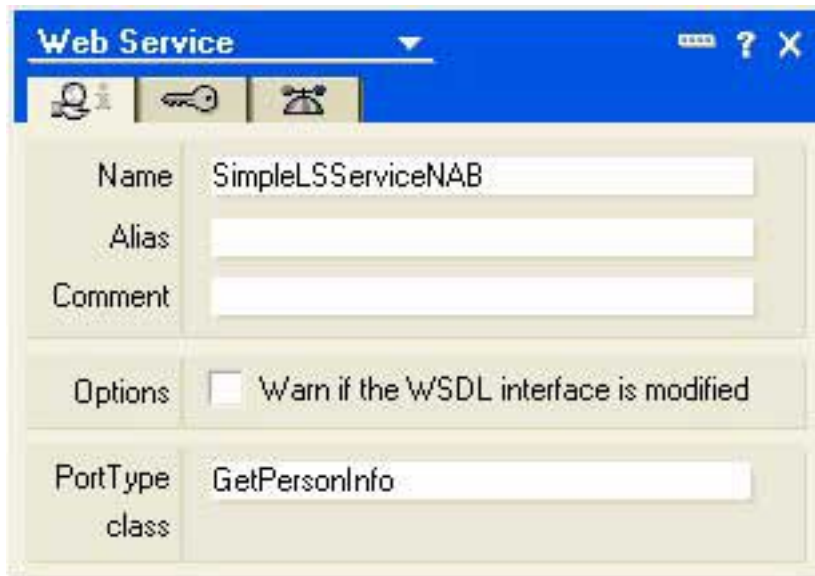 Web Service
?
X
Name SimpleLSServiceNAB
Alias
Comment
Options Warn if the WSDL interface is modified
PortType GetPersonInfo
class